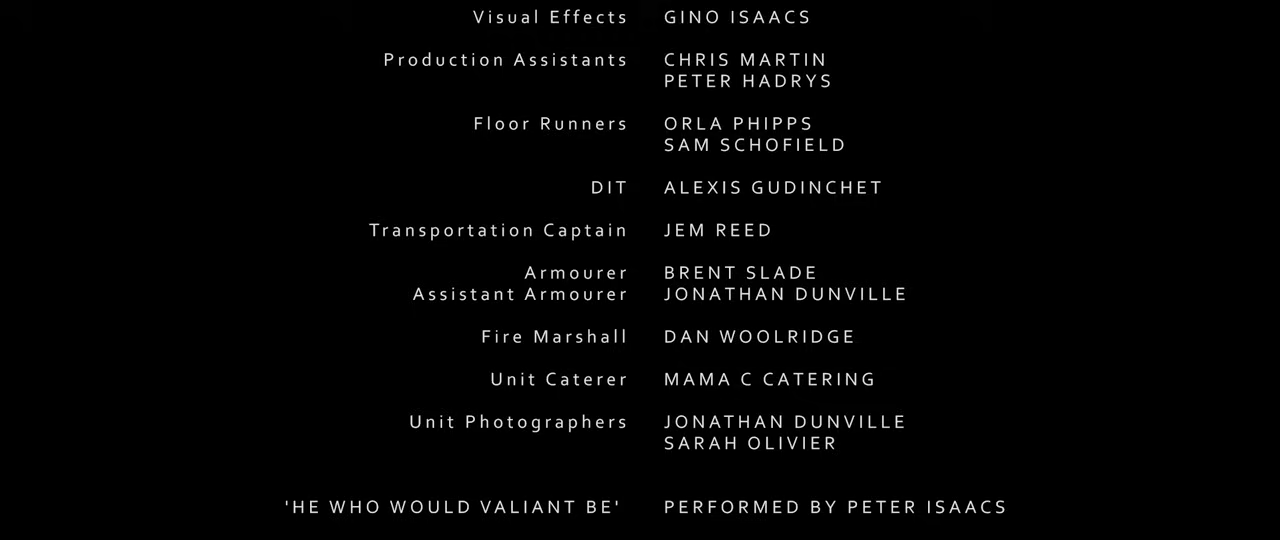 Visual Effects GINO ISAACS
Production Assistants CHRIS MARTIN
PETER HADRYS
Floor Runners ORLA PHIPPS
SAM SCHOFIELD
DIT ALEXIS GUDINCHET
Transportation Captain JEM REED
Armourer BRENT SLADE
Assistant Armourer JONATHAN DUNVILLE
Fire Marshall DAN WOOLRIDGE
Unit Caterer MAMA C CATERING
Unit Photographers JONATHAN DUNVILLE
SARAH OLIVIER
'HE WHO WOULD VALIANT BE' PERFORMED BY PETER ISAACS